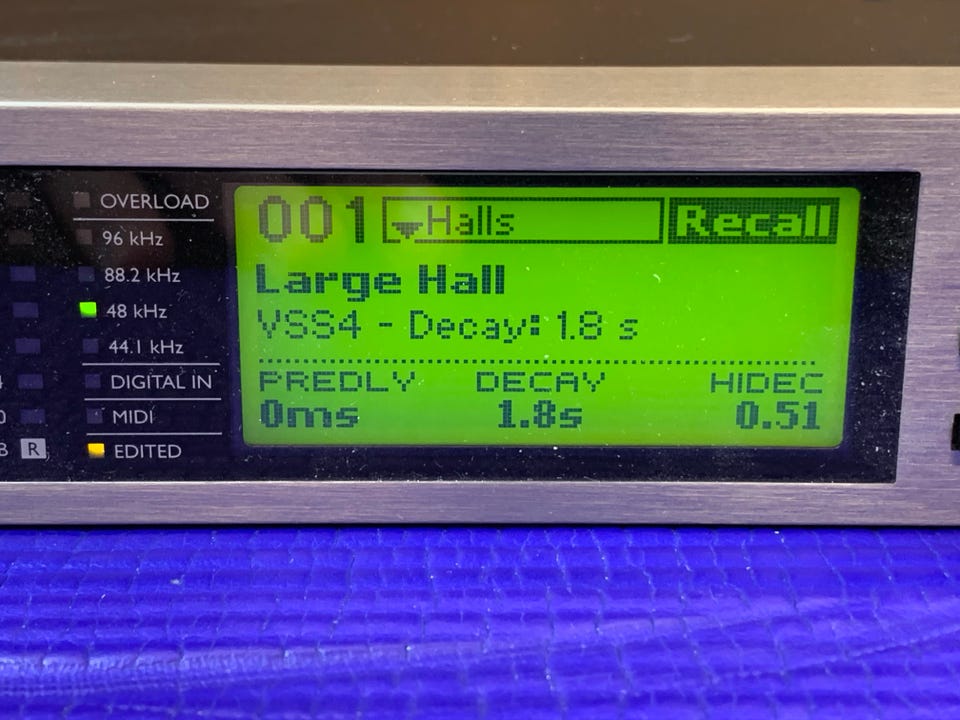 OVERLOAD
96 kHz
88.2 kHz
48 kHz
44.1 kHz
DIGITAL IN
MIDI
R
EDITED
001 Halls Recall
Large Hall
VSS4 - Decay: 1.8 s
PREDLY DECAY HIDEC
0ms 1.8s 0.51